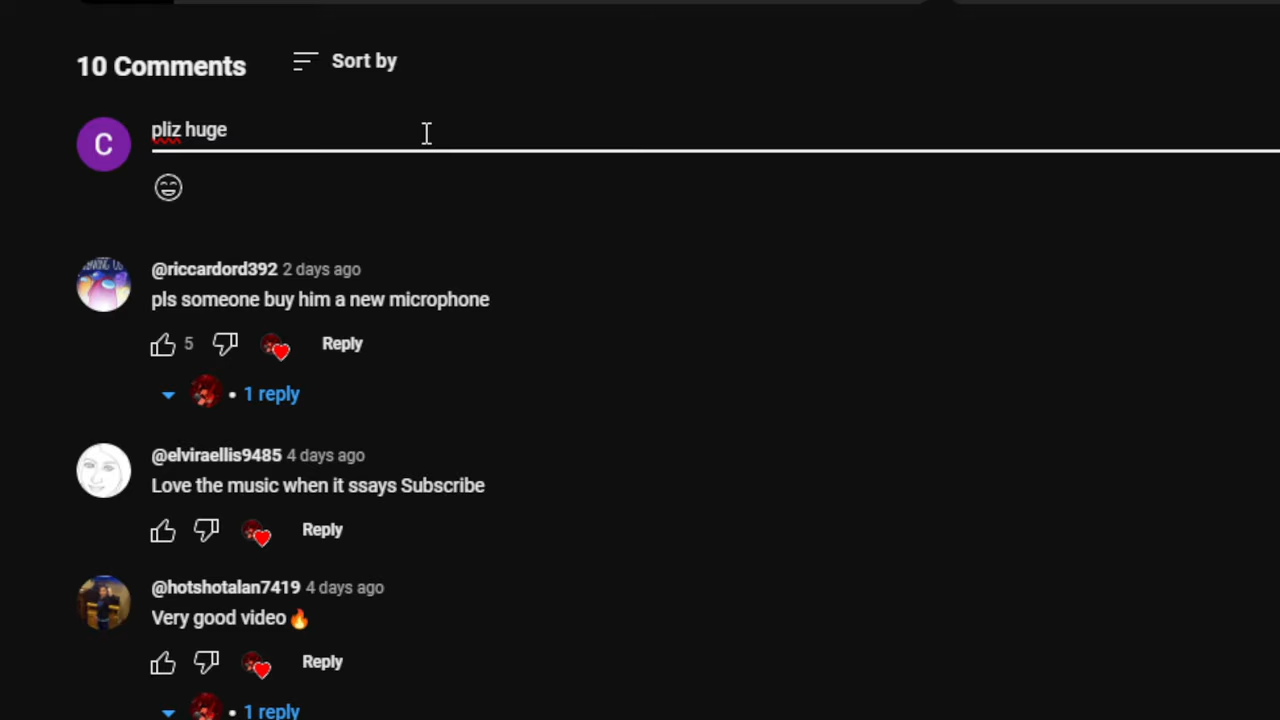 10 Comments
Sort by
C
pliz huge
@riccardord392 2 days ago
pls someone buy him a new microphone
5
Reply
• 1 reply
@elviraellis9485 4 days ago
Love the music when it ssays Subscribe
Reply
@hotshotalan7419 4 days ago
Very good video🔥
Reply
• 1 reply